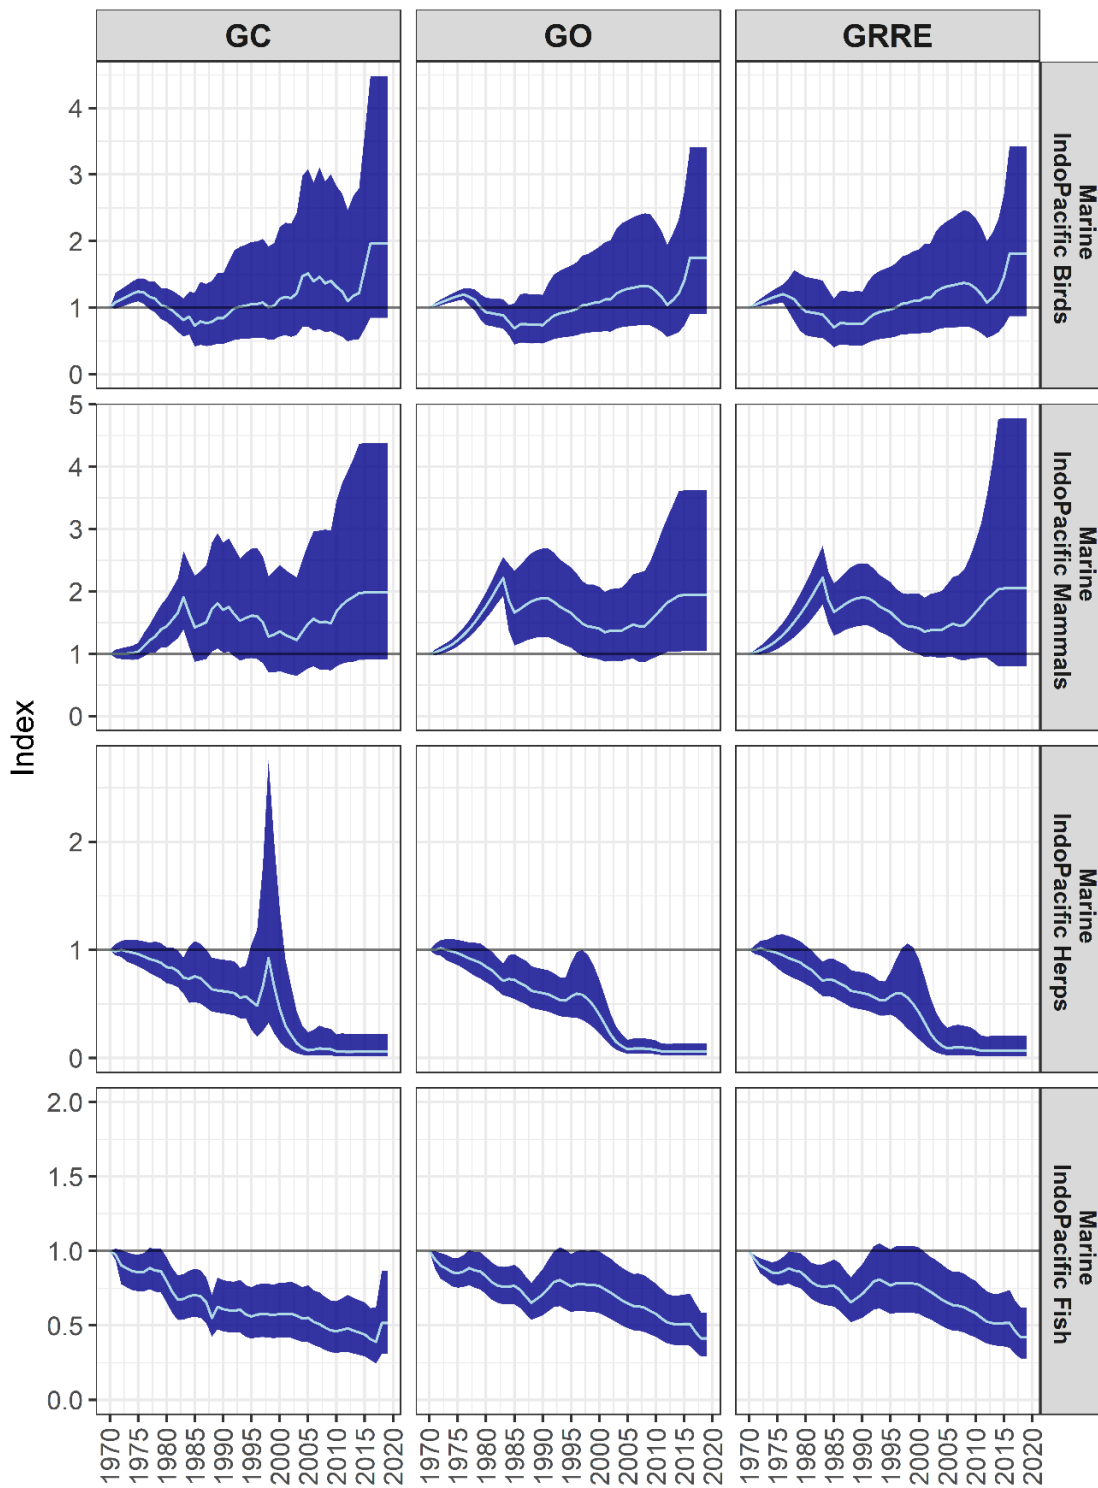 GC GO GRRE
Index
4
3
2
1
0
Marine
IndoPacific Birds
5
4
3
2
1
0
Marine
IndoPacific Mammals
2
1
0
Marine
IndoPacific Herps
2.0
1.5
1.0
0.5
0.0
Marine
IndoPacific Fish
1970 1975 1980 1985 1990 1995 2000 2005 2010 2015 2020
1970 1975 1980 1985 1990 1995 2000 2005 2010 2015 2020
1970 1975 1980 1985 1990 1995 2000 2005 2010 2015 2020